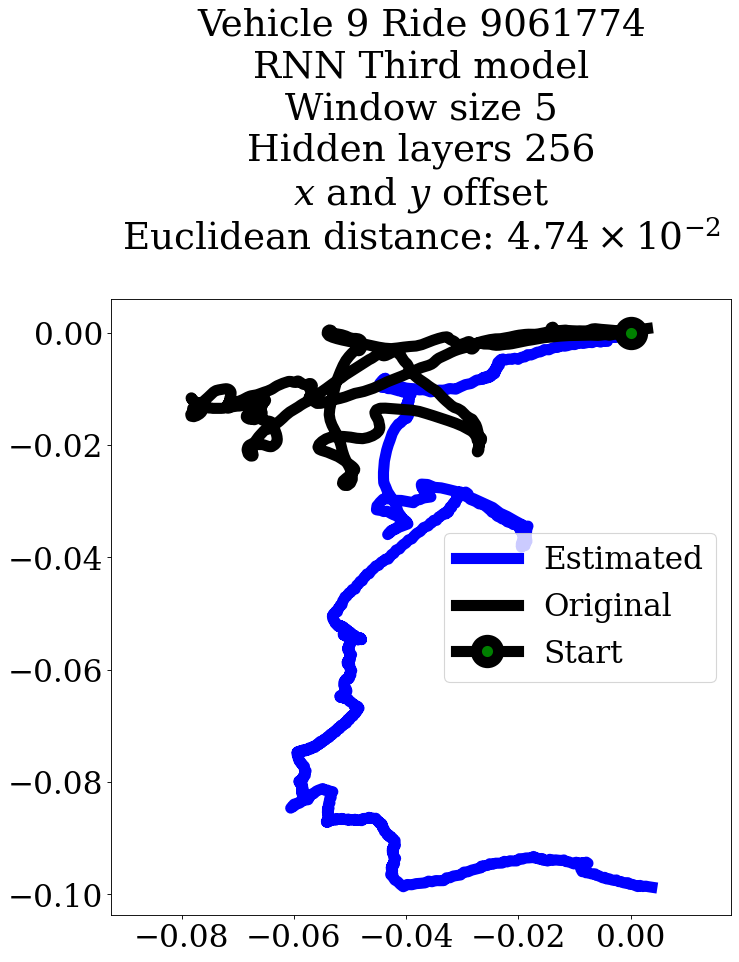 Vehicle 9 Ride 9061774
RNN Third model
Window size 5
Hidden layers 256
x and y offset
Euclidean distance: 4.74 × 10⁻²
0.00
−0.02
−0.04
−0.06
−0.08
−0.10
Estimated
Original
Start
−0.08 −0.06 −0.04 −0.02 0.00